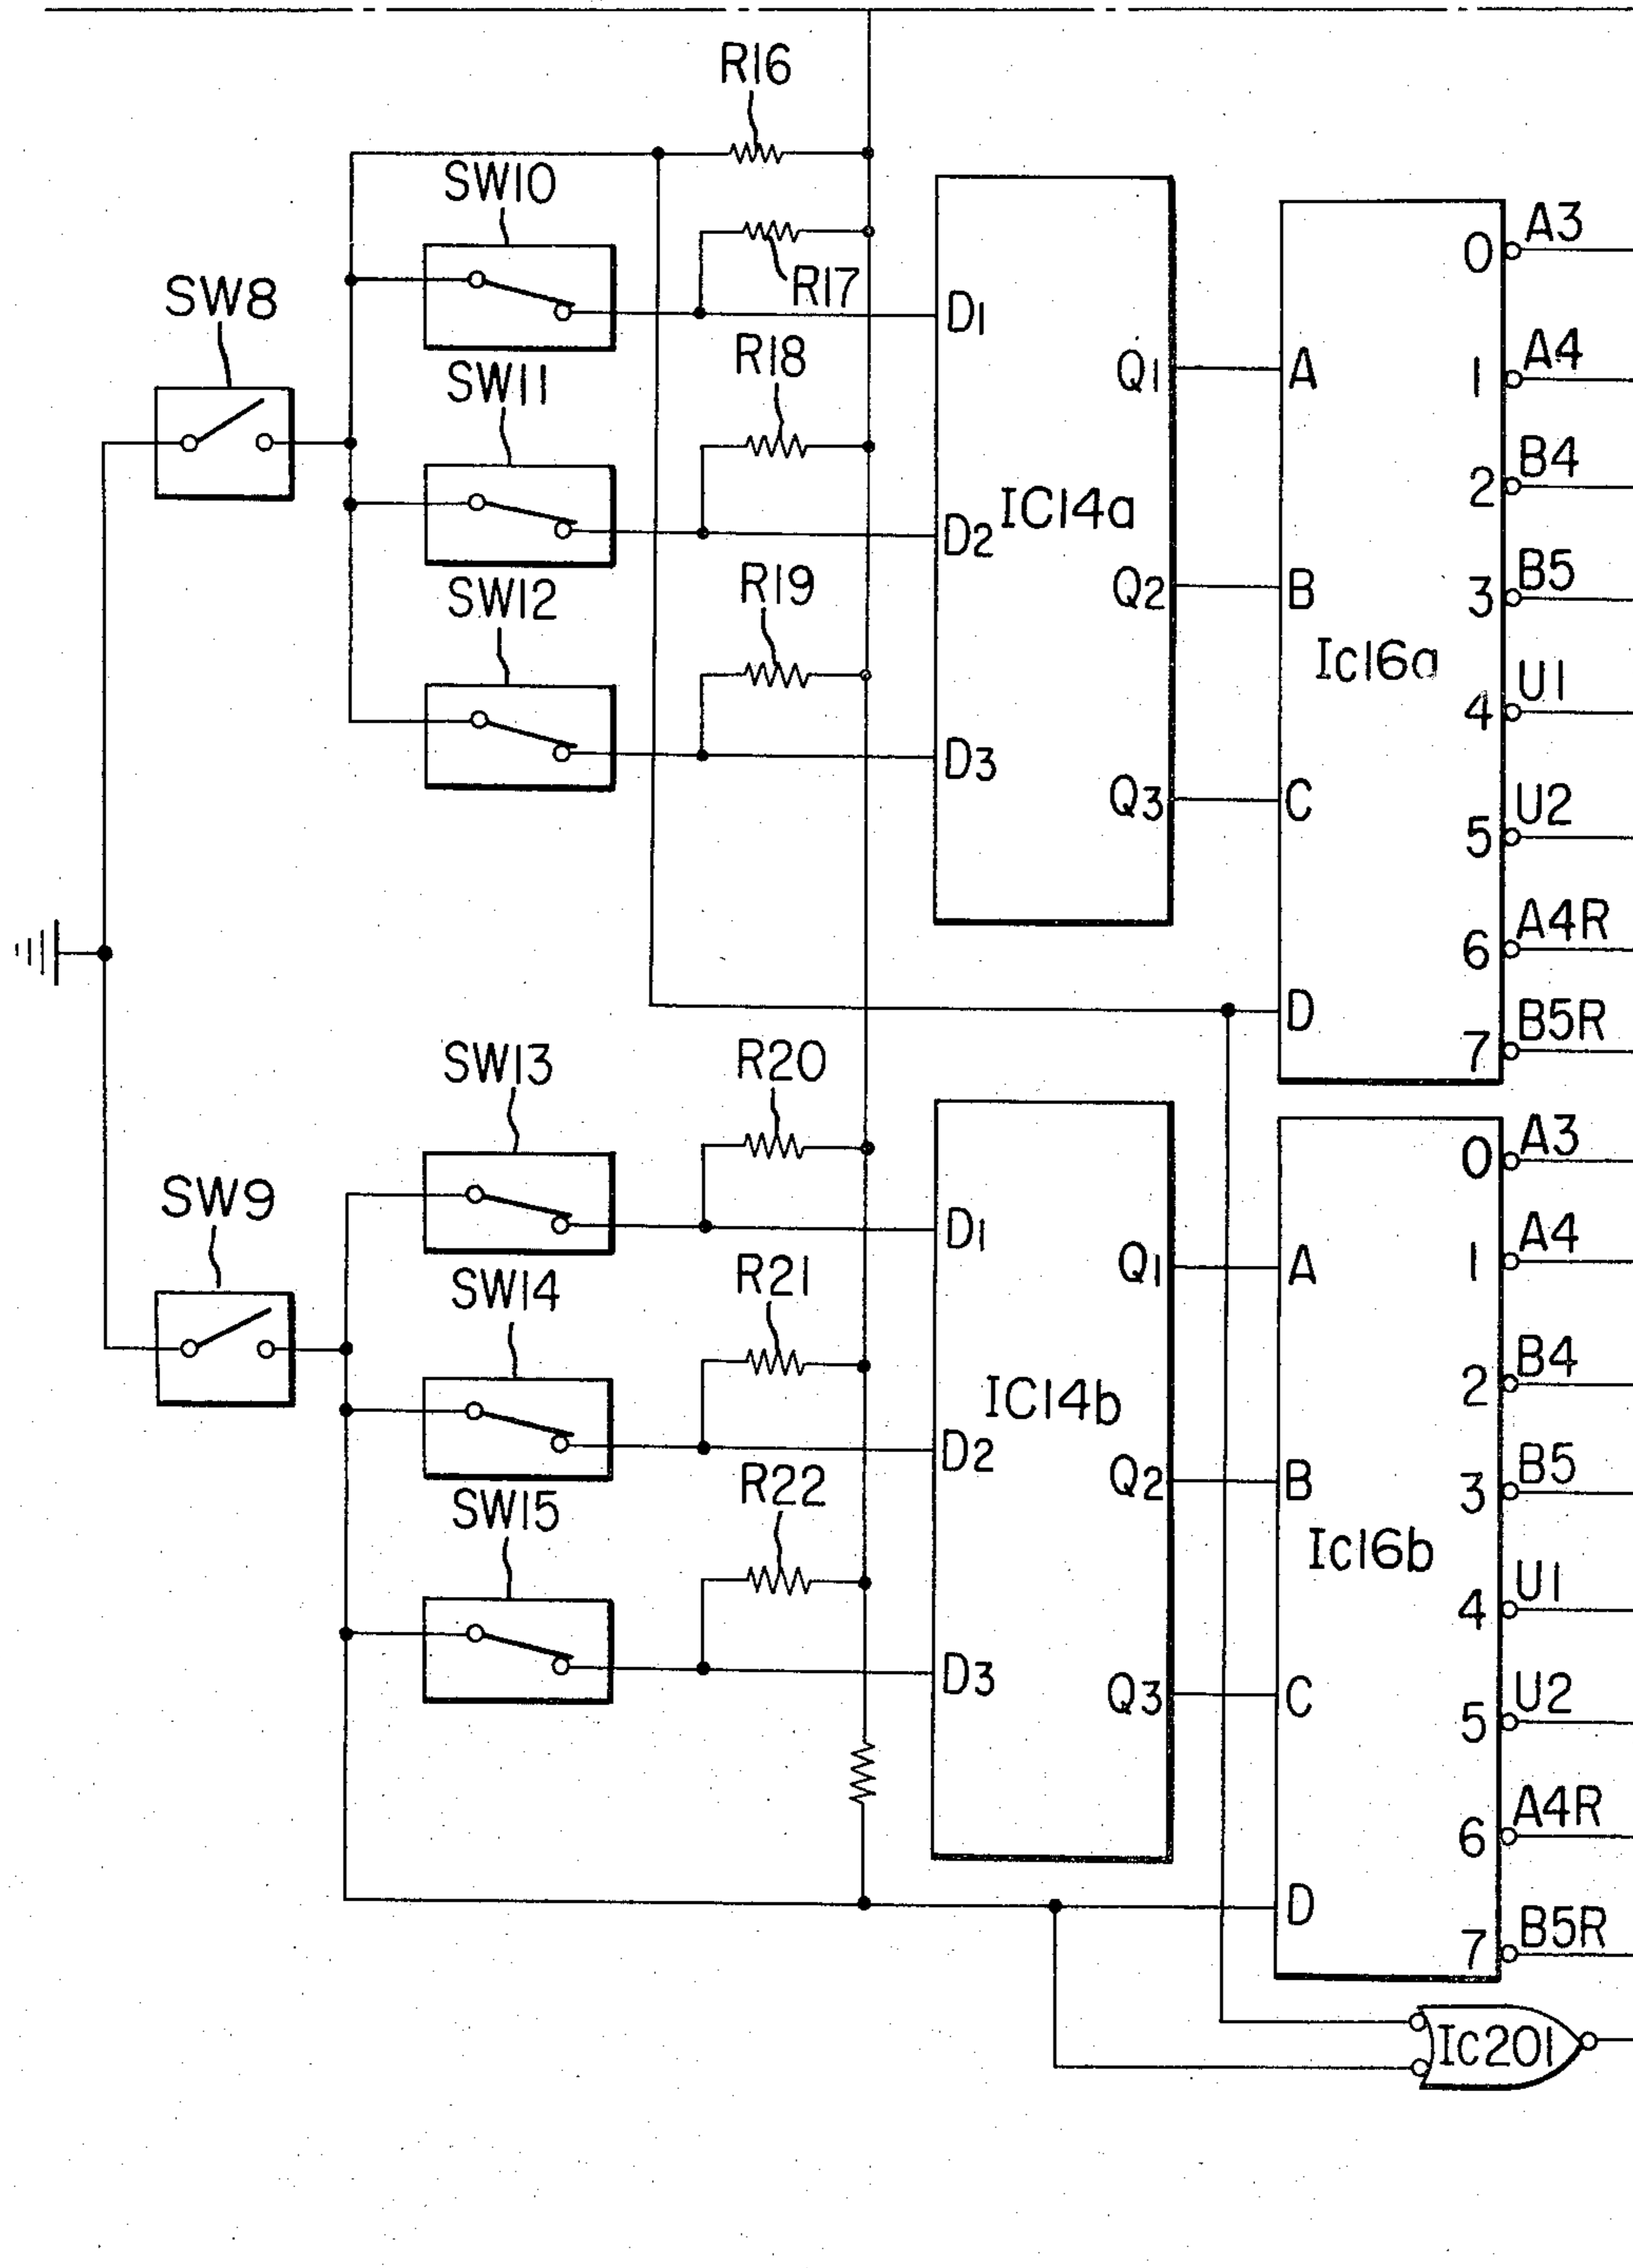 R16
SW10
A3
0
R17
SW8
D1
R18
A4
Q1
A
1
SW11
B4
2
IC14a
D2
R19
B5
Q2
B
3
SW12
Ic16a
U1
4
D3
Q3
C
U2
5
A4R
6
D
B5R
7
SW13
R20
A3
0
SW9
D1
A4
Q1
A
1
SW14
R21
B4
2
IC14b
D2
R22
Q2
B
B5
3
SW15
Ic16b
U1
4
D3
Q3
C
U2
5
A4R
6
D
B5R
7
Ic201